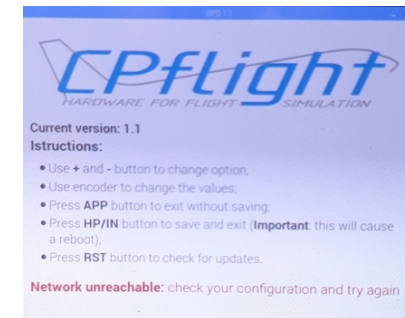 CPflight
HARDWARE FOR FLIGHT SIMULATION
Current version: 1.1
Istructions:
Use + and - button to change option;
Use encoder to change the values;
Press APP button to exit without saving;
Press HP/IN button to save and exit (Important: this will cause
a reboot);
Press RST button to check for updates.
Network unreachable: check your configuration and try again